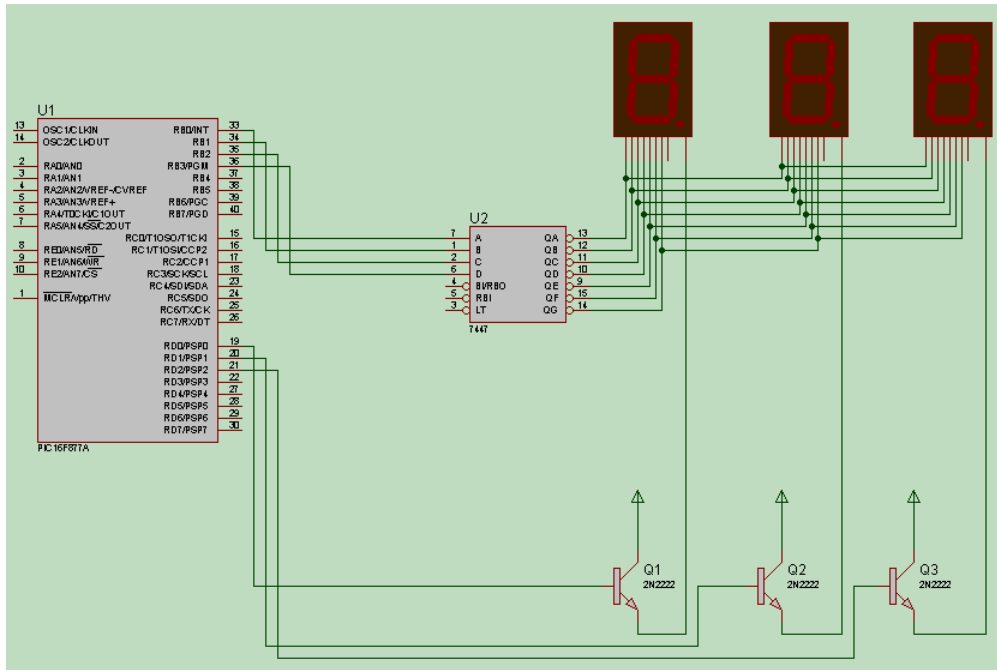 U1
13 OSC1/CLKIN RB0/INT 33
14 OSC2/CLKOUT RB1 34
RB2 35
2 RA0/AN0 RB3/PGM 36
3 RA1/AN1 RB4 37
4 RA2/AN2/VREF-/CVREF RB5 38
5 RA3/AN3/VREF+ RB6/PGC 39
6 RA4/T0CKI/C1OUT RB7/PGD 40
7 RA5/AN4/SS/C2OUT
RC0/T1OSO/T1CKI 15
8 RE0/AN5/RD RC1/T1OSI/CCP2 16
9 RE1/AN6/WR RC2/CCP1 17
10 RE2/AN7/CS RC3/SCK/SCL 18
RC4/SDI/SDA 23
1 MCLR/Vpp/THV RC5/SDO 24
RC6/TX/CK 25
RC7/RX/DT 26
RD0/PSP0 19
RD1/PSP1 20
RD2/PSP2 21
RD3/PSP3 22
RD4/PSP4 27
RD5/PSP5 28
RD6/PSP6 29
RD7/PSP7 30
PIC16F877A
U2
7 A QA 13
1 B QB 12
2 C QC 11
6 D QD 10
4 BI/RBO QE 9
5 RBI QF 15
3 LT QG 14
7447
Q1
2N2222
Q2
2N2222
Q3
2N2222